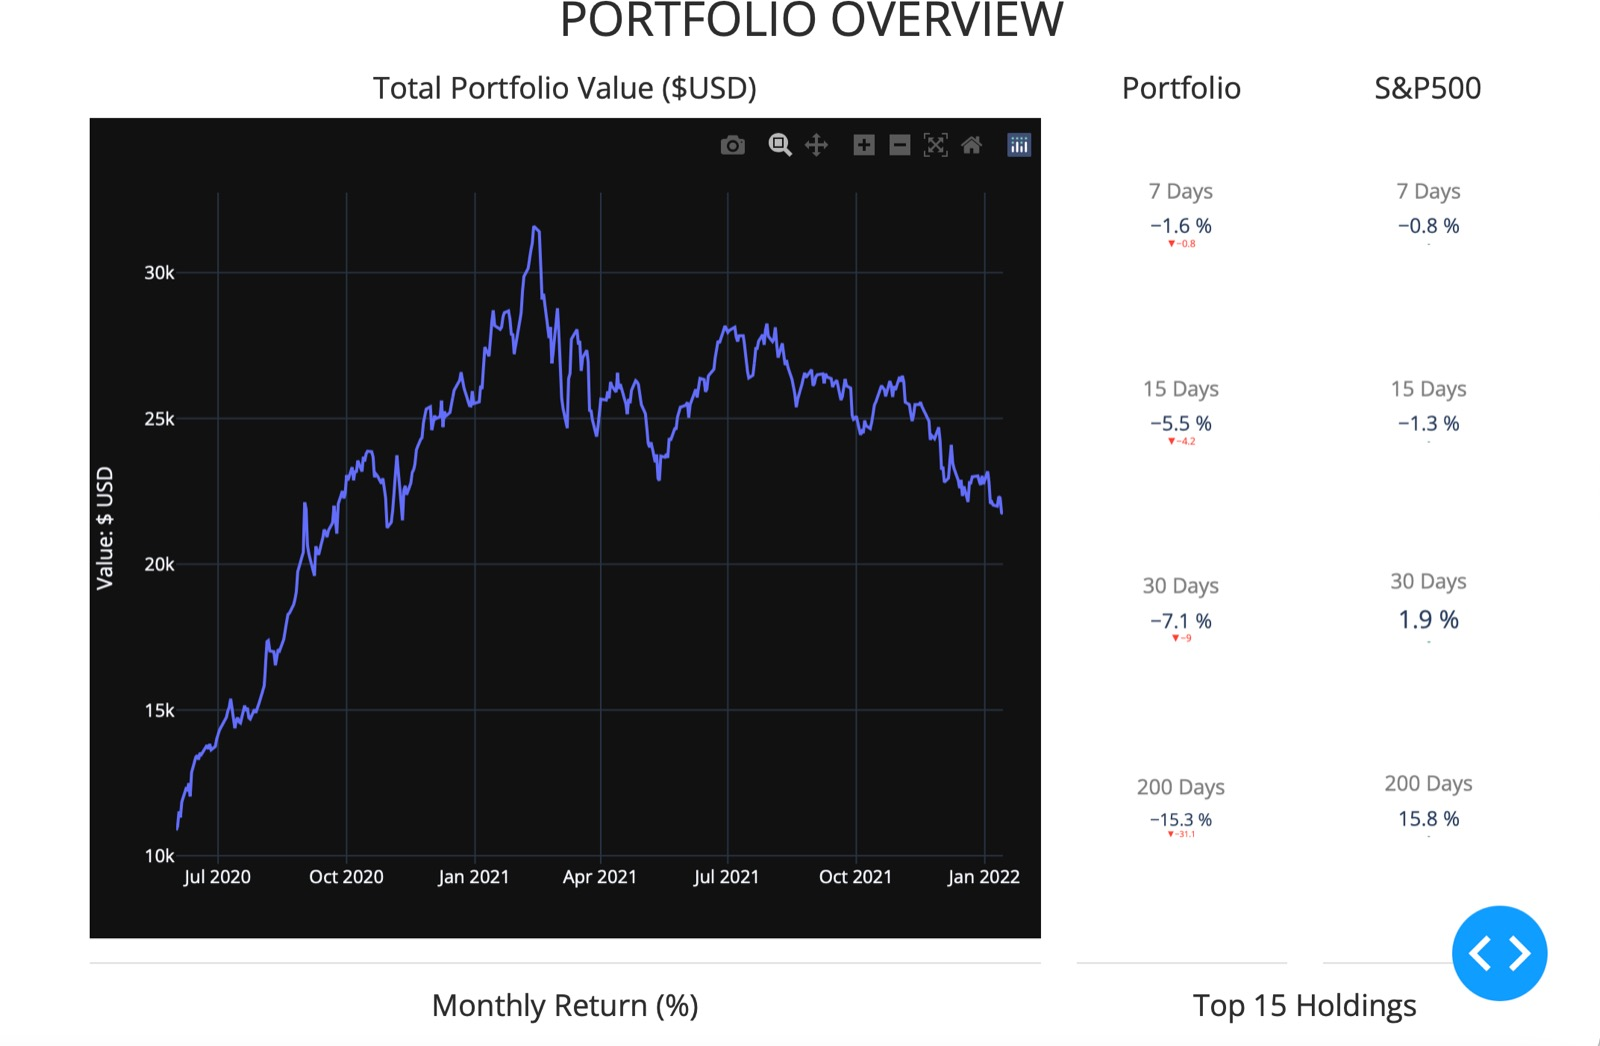 PORTFOLIO OVERVIEW
Total Portfolio Value ($USD)
Portfolio
S&P500
30k
25k
20k
15k
10k
Value: $ USD
Jul 2020
Oct 2020
Jan 2021
Apr 2021
Jul 2021
Oct 2021
Jan 2022
7 Days
−1.6 %
▼−0.8
7 Days
−0.8 %
-
15 Days
−5.5 %
▼−4.2
15 Days
−1.3 %
-
30 Days
−7.1 %
▼−9
30 Days
1.9 %
-
200 Days
−15.3 %
▼−31.1
200 Days
15.8 %
-
Monthly Return (%)
Top 15 Holdings